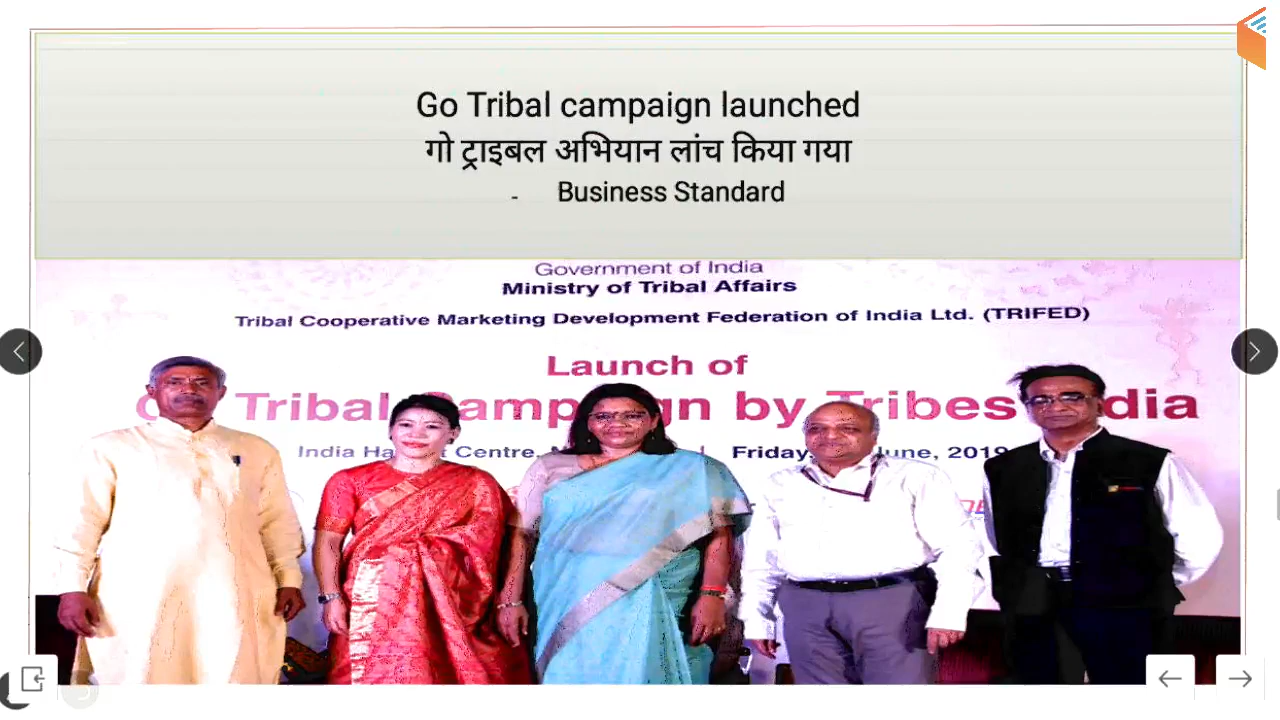 Go Tribal campaign launched
गो ट्राइबल अभियान लांच किया गया
- Business Standard
Government of India
Ministry of Tribal Affairs
Tribal Cooperative Marketing Development Federation of India Ltd. (TRIFED)
Launch of
Tribal by Tribes
India Centre, Friday, June, 2019